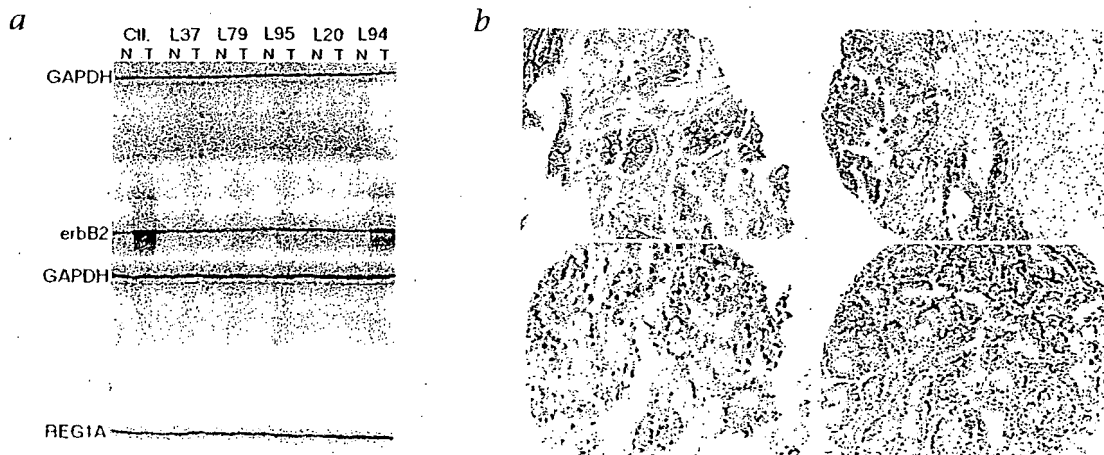 a
Ctl. L37 L79 L95 L20 L94
N T N T N T N T N T N T
GAPDH
erbB2
GAPDH
REG1A
b